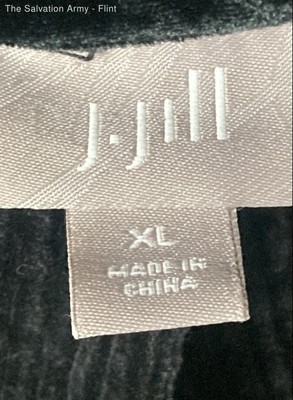 The Salvation Army - Flint
J.Jill
XL
MADE IN
CHINA